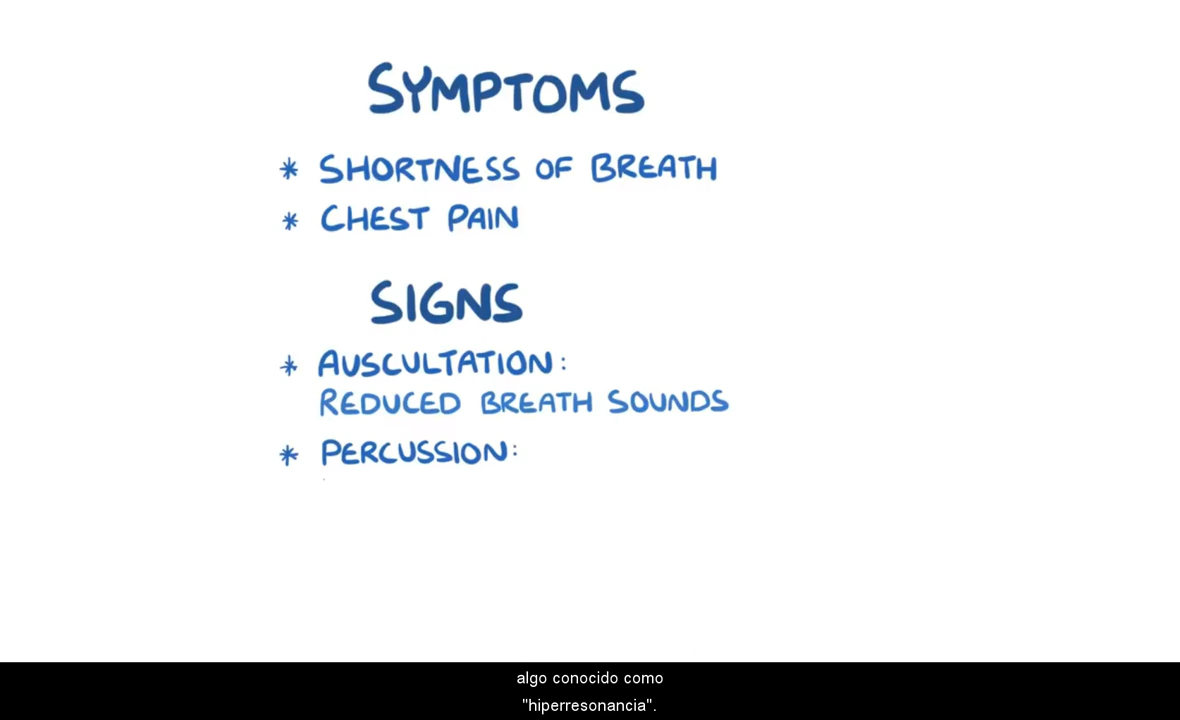 SYMPTOMS
* SHORTNESS OF BREATH
* CHEST PAIN
SIGNS
* AUSCULTATION:
REDUCED BREATH SOUNDS
* PERCUSSION:
algo conocido como
"hiperresonancia".